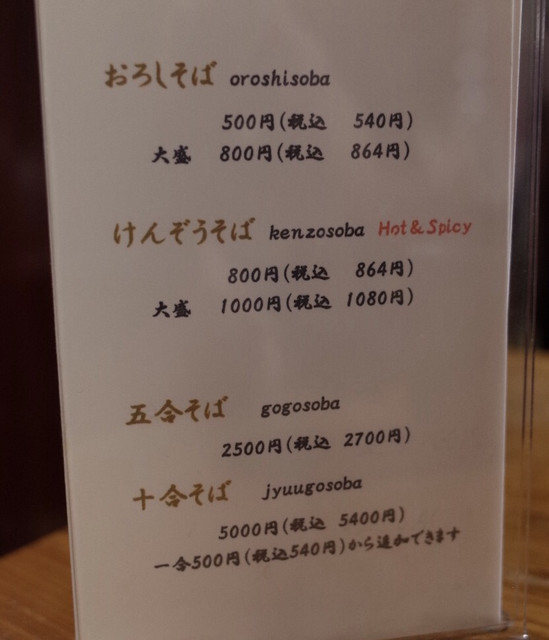 おろしそば oroshisoba
500円(税込 540円)
大盛 800円(税込 864円)
けんぞうそば kenzosoba Hot&Spicy
800円(税込 864円)
大盛 1000円(税込 1080円)
五合そば gogosoba
2500円(税込 2700円)
十合そば jyuugosoba
5000円(税込 5400円)
一合500円(税込540円)から追加できます